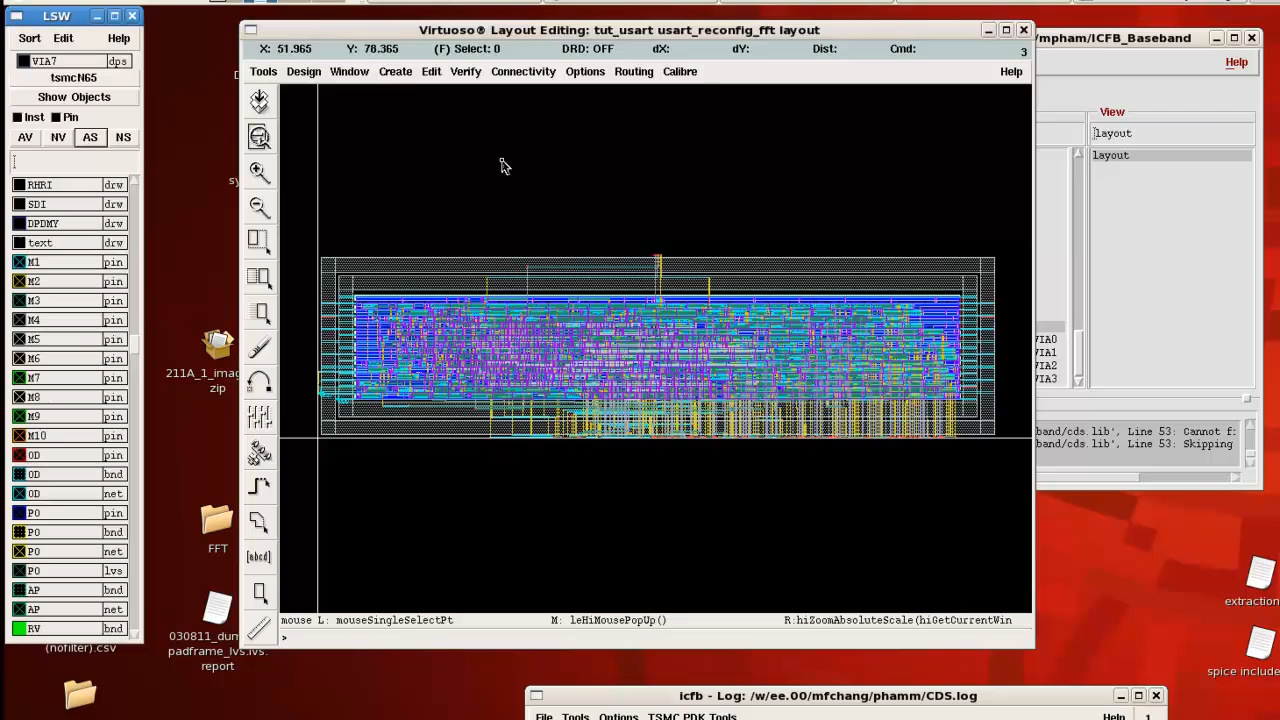 LSW
Sort Edit Help
VIA7 dps
tsmcN65
Show Objects
Inst Pin
AV NV AS NS
RHRI drw
SDI drw
DPDMY drw
text drw
M1 pin
M2 pin
M3 pin
M4 pin
M5 pin
M6 pin
M7 pin
M8 pin
M9 pin
M10 pin
OD pin
OD bnd
OD net
PO pin
PO bnd
PO net
PO lvs
AP bnd
AP net
RV bnd
(nofilter).csv
211A_1_imag
zip
FFT
030811_dum
padframe_lvs.lvs.
report
Virtuoso® Layout Editing: tut_usart usart_reconfig_fft layout
X: 51.965 Y: 76.365 (F) Select: 0 DRD: OFF dX: dY: Dist: Cmd: 3
Tools Design Window Create Edit Verify Connectivity Options Routing Calibre Help
[abcd]
mouse L: mouseSingleSelectPt M: leHiMousePopUp() R:hiZoomAbsoluteScale(hiGetCurrentWin
>
mpham/ICFB_Baseband
Help
View
layout
layout
VIA0
VIA1
VIA2
VIA3
band/cds.lib', Line 53: Cannot fi
band/cds.lib', Line 53: Skipping
extraction
spice include
icfb - Log: /w/ee.00/mfchang/phamm/CDS.log
File Tools Options TSMC PDK Tools Help 1